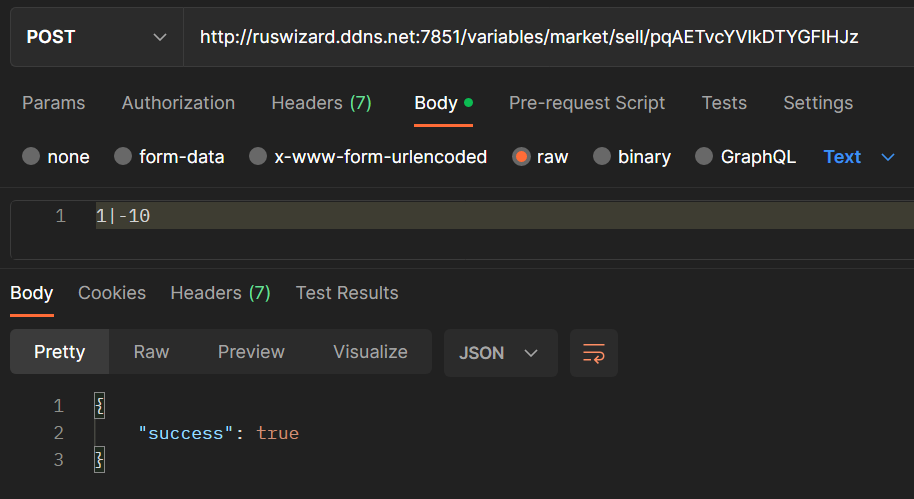 POST http://ruswizard.ddns.net:7851/variables/market/sell/pqAETvcYVIkDTYGFIHJz
Params Authorization Headers (7) Body Pre-request Script Tests Settings
none form-data x-www-form-urlencoded raw binary GraphQL Text
1 1|-10
Body Cookies Headers (7) Test Results
Pretty Raw Preview Visualize JSON
1 {
2 "success": true
3 }